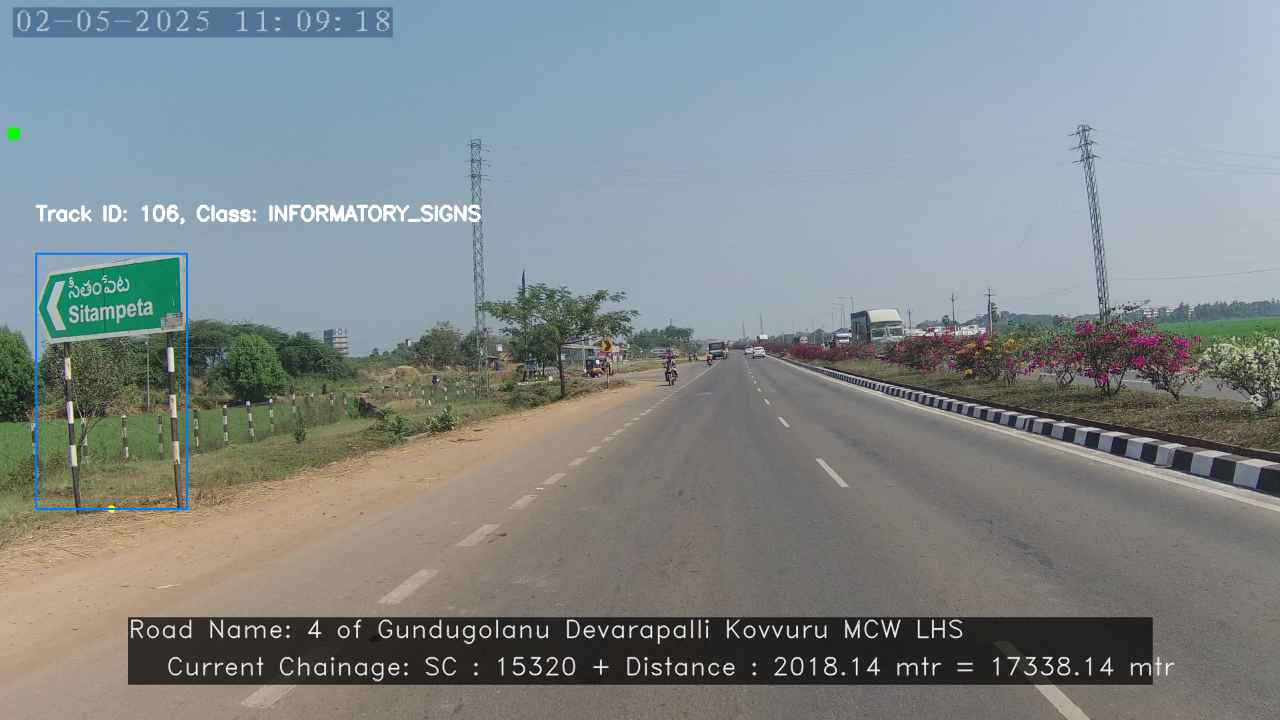 02-05-2025 11:09:18
Track ID: 106, Class: INFORMATORY_SIGNS
సీతంపేట
Sitampeta
Road Name: 4 of Gundugolanu Devarapalli Kovvuru MCW LHS
Current Chainage: SC : 15320 + Distance : 2018.14 mtr = 17338.14 mtr